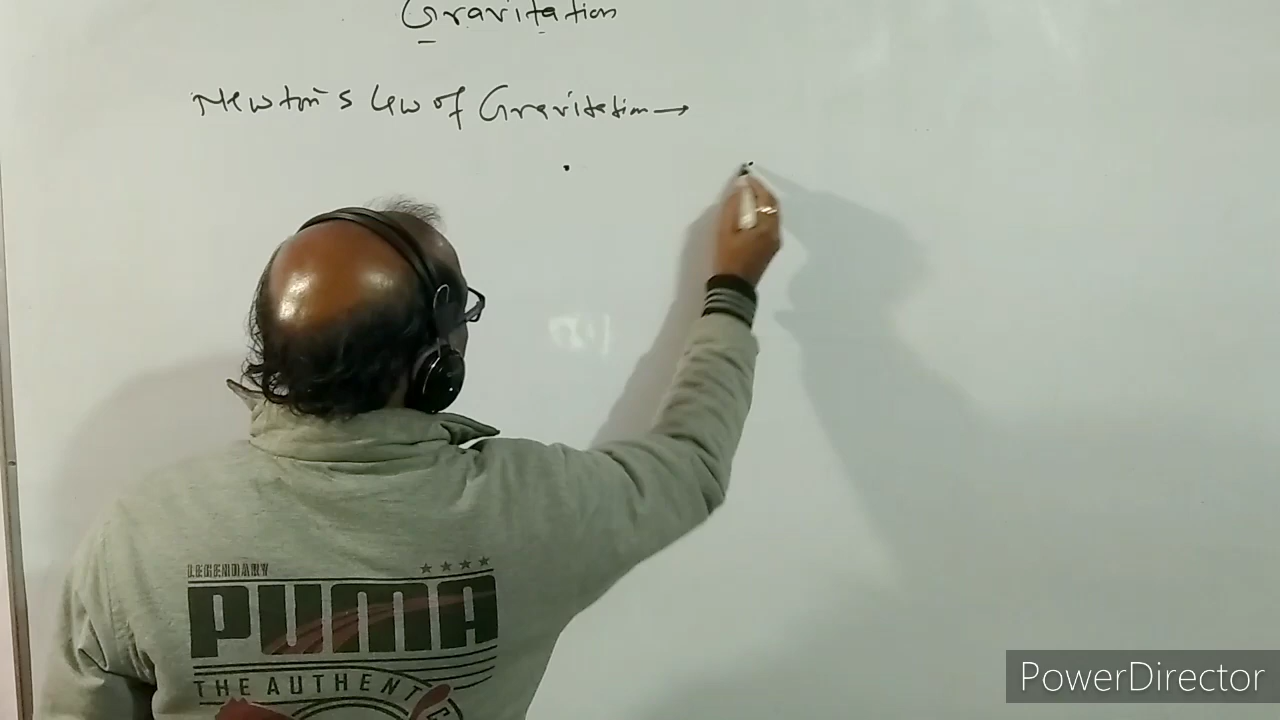 Gravitation
Newton's law of Gravitation →
LEGENDARY
PUMA
THE AUTHENT
PowerDirector